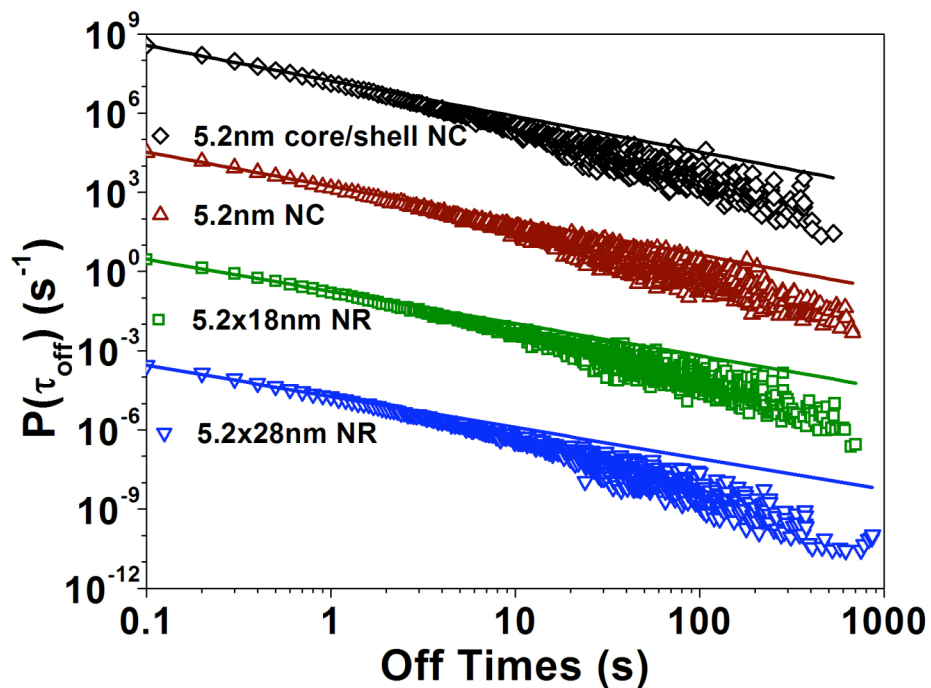 10^9
10^6
10^3
10^0
10^-3
10^-6
10^-9
10^-12
P(τ_off) (s^-1)
5.2nm core/shell NC
5.2nm NC
5.2x18nm NR
5.2x28nm NR
0.1 1 10 100 1000
Off Times (s)